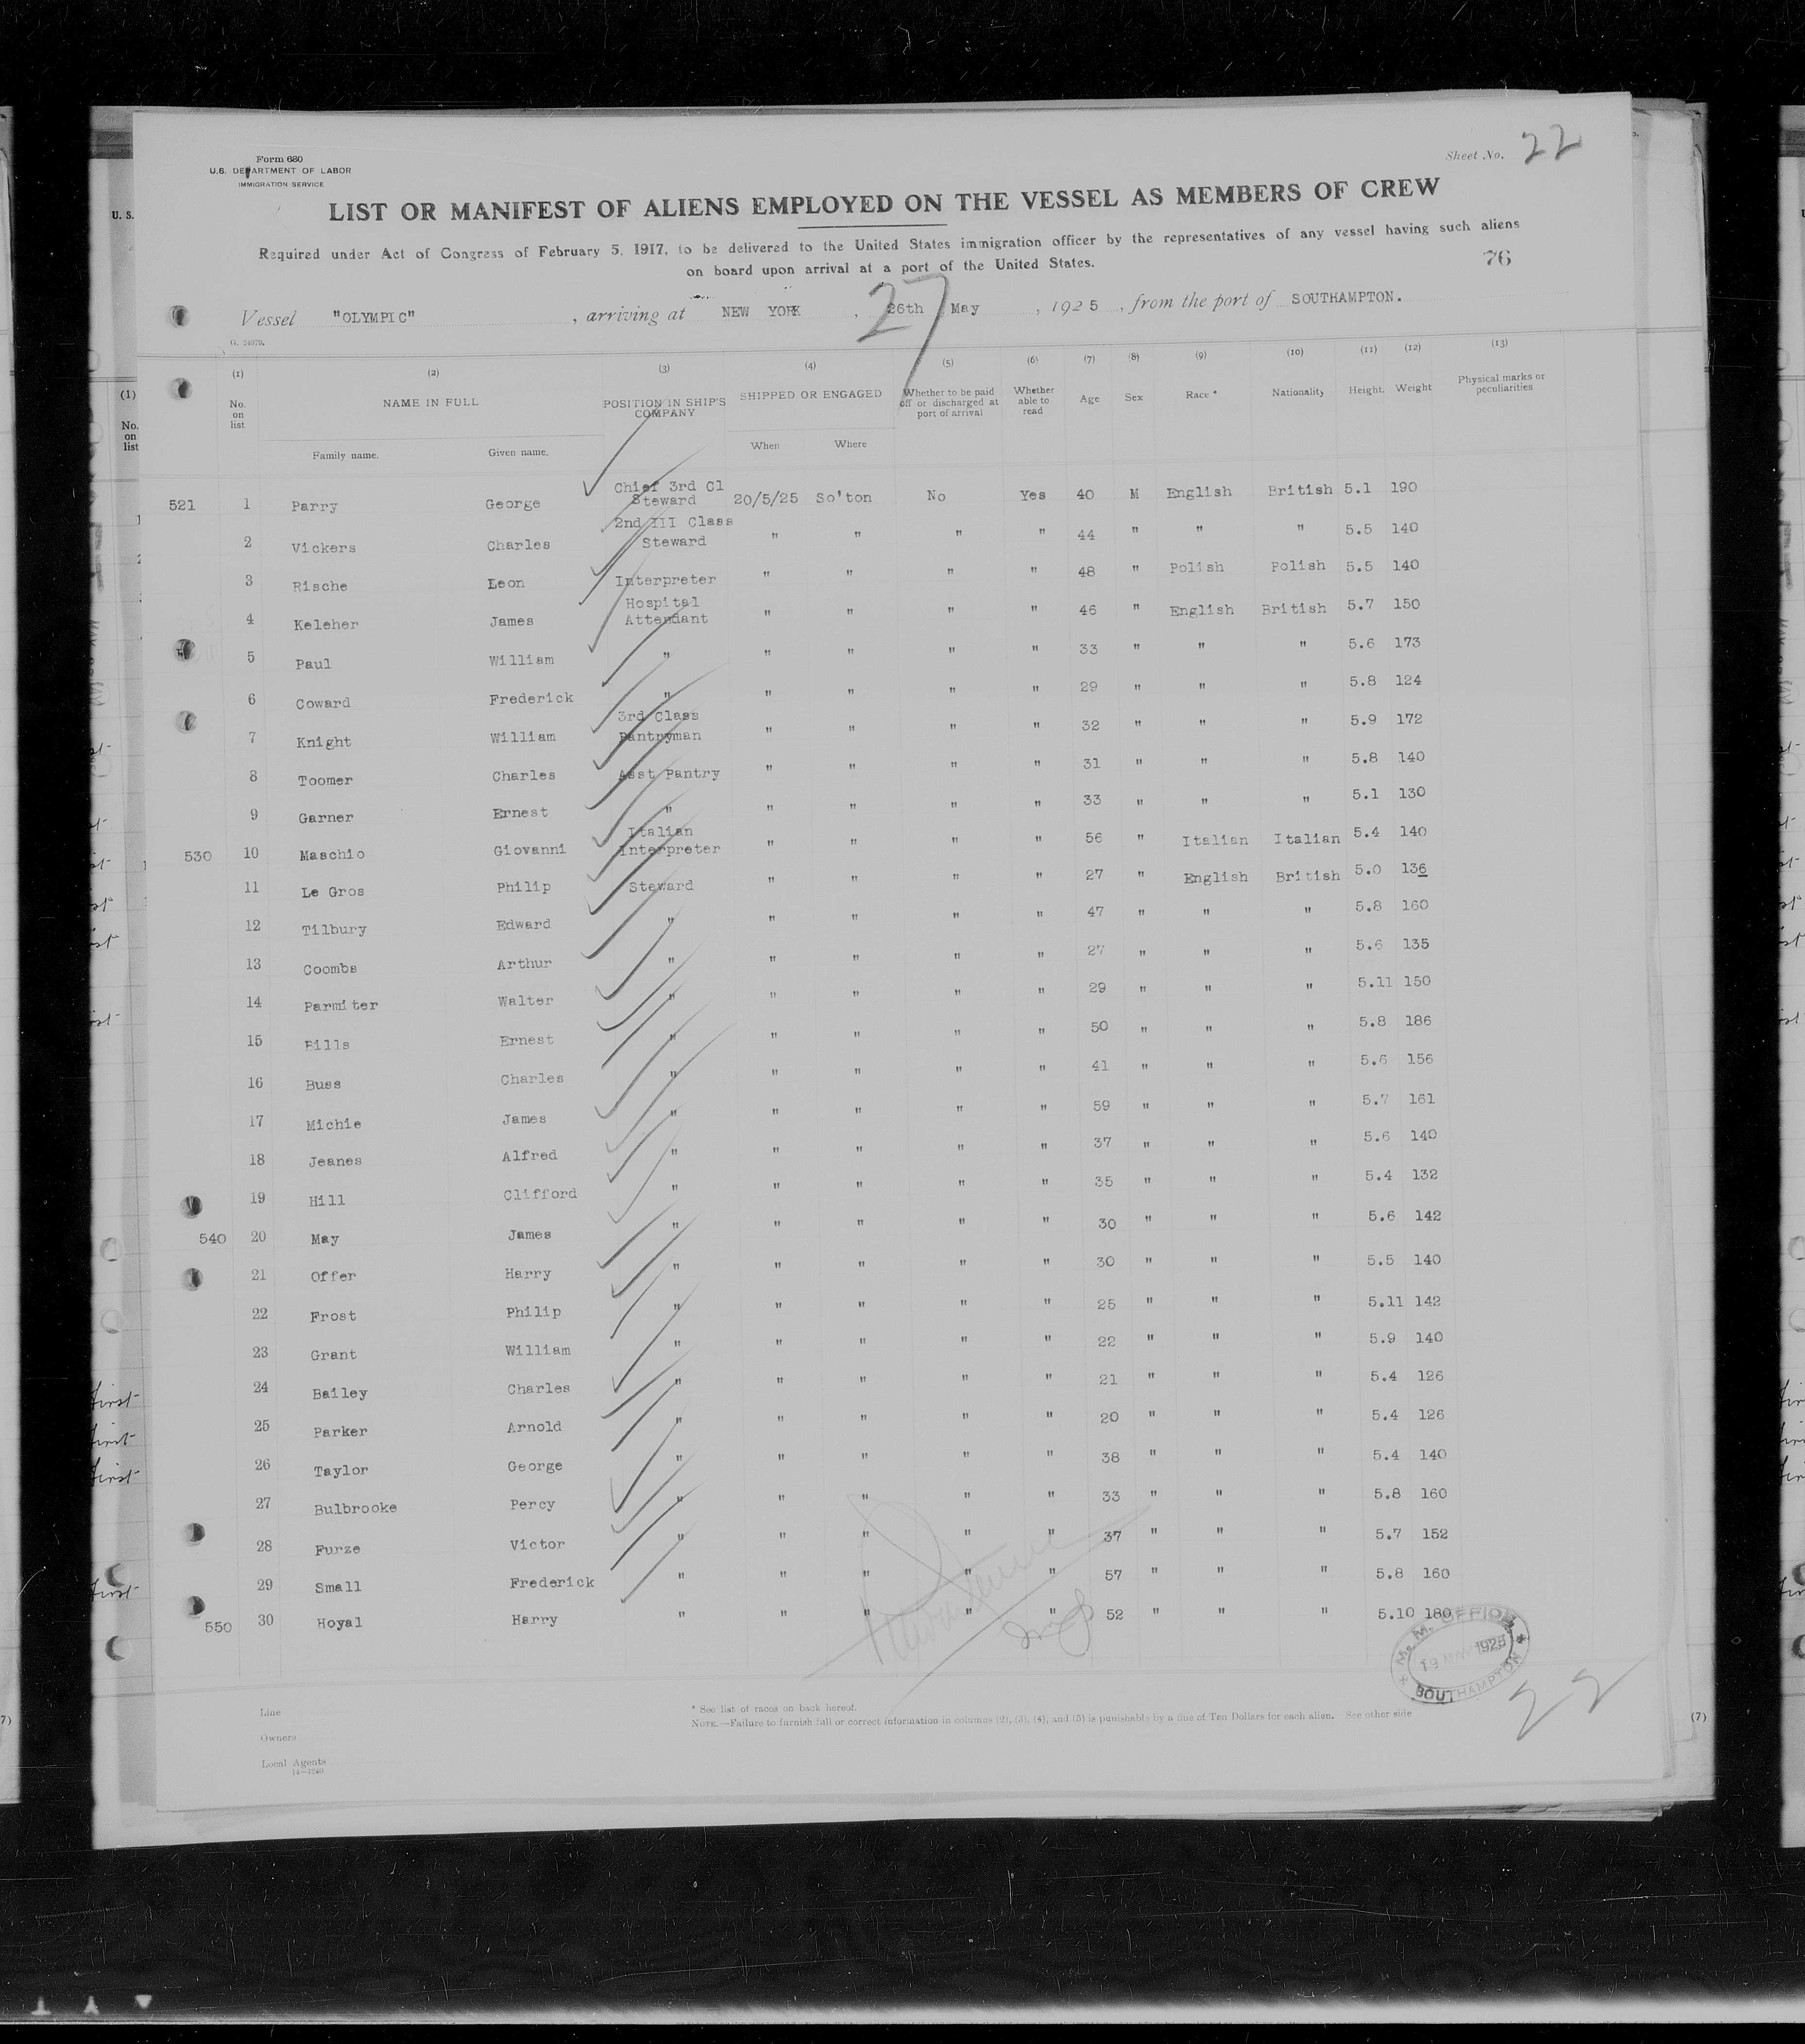 Form 680
U.S. DEPARTMENT OF LABOR
IMMIGRATION SERVICE
Sheet No. 22
LIST OR MANIFEST OF ALIENS EMPLOYED ON THE VESSEL AS MEMBERS OF CREW
Required under Act of Congress of February 5, 1917, to be delivered to the United States immigration officer by the representatives of any vessel having such aliens
on board upon arrival at a port of the United States.
76
27
Vessel "OLYMPIC", arriving at NEW YORK, 26th May, 1925, from the port of SOUTHAMPTON.
G. 24070.
(1) (2) (3) (4) (5) (6) (7) (8) (9) (10) (11) (12) (13)
No. on list NAME IN FULL POSITION IN SHIP'S COMPANY SHIPPED OR ENGAGED Whether to be paid off or discharged at port of arrival Whether able to read Age Sex Race * Nationality Height. Weight Physical marks or peculiarities
Family name. Given name. When Where
521 1 Parry George Chief 3rd Cl Steward 20/5/25 So'ton No Yes 40 M English British 5.1 190
2 Vickers Charles 2nd III Class Steward " " " " 44 " " " 5.5 140
3 Rische Leon Interpreter " " " " 48 " Polish Polish 5.5 140
4 Keleher James Hospital Attendant " " " " 46 " English British 5.7 150
5 Paul William " " " " " 33 " " " 5.6 173
6 Coward Frederick " " " " " 29 " " " 5.8 124
7 Knight William 3rd Class Pantryman " " " " 32 " " " 5.9 172
8 Toomer Charles Asst Pantry " " " " 31 " " " 5.8 140
9 Garner Ernest " " " " " 33 " " " 5.1 130
530 10 Maschio Giovanni Italian Interpreter " " " " 56 " Italian Italian 5.4 140
11 Le Gros Philip Steward " " " " 27 " English British 5.0 136
12 Tilbury Edward " " " " " 47 " " " 5.8 160
13 Coombs Arthur " " " " " 27 " " " 5.6 135
14 Parmiter Walter " " " " " 29 " " " 5.11 150
15 Bills Ernest " " " " " 50 " " " 5.8 186
16 Buss Charles " " " " " 41 " " " 5.6 156
17 Michie James " " " " " 59 " " " 5.7 161
18 Jeanes Alfred " " " " " 37 " " " 5.6 140
19 Hill Clifford " " " " " 35 " " " 5.4 132
540 20 May James " " " " " 30 " " " 5.6 142
21 Offer Harry " " " " " 30 " " " 5.5 140
22 Frost Philip " " " " " 25 " " " 5.11 142
23 Grant William " " " " " 22 " " " 5.9 140
24 Bailey Charles " " " " " 21 " " " 5.4 126
25 Parker Arnold " " " " " 20 " " " 5.4 126
26 Taylor George " " " " " 38 " " " 5.4 140
27 Bulbrooke Percy " " " " " 33 " " " 5.8 160
28 Furze Victor " " " " " 37 " " " 5.7 152
29 Small Frederick " " " " " 57 " " " 5.8 160
550 30 Hoyal Harry " " " " " 52 " " " 5.10 180
M. M. OFFICE
19 MAY 1925
SOUTHAMPTON
22
Line
Owners
Local Agents
14—1240
* See list of races on back hereof.
NOTE.—Failure to furnish full or correct information in columns (2), (3), (4), and (5) is punishable by a fine of Ten Dollars for each alien. See other side
(7)